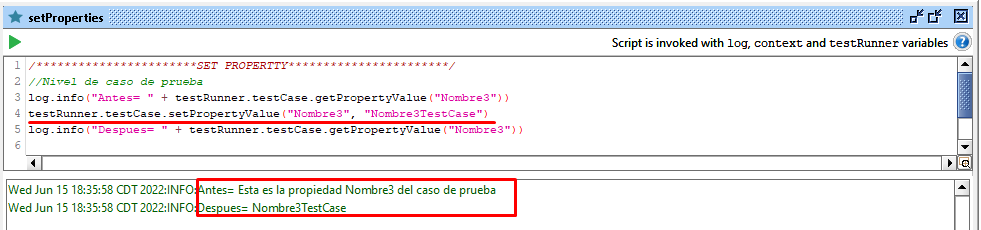 setProperties
Script is invoked with log, context and testRunner variables
1 /***********************SET PROPERTTY***********************/
2 //Nivel de caso de prueba
3 log.info("Antes= " + testRunner.testCase.getPropertyValue("Nombre3"))
4 testRunner.testCase.setPropertyValue("Nombre3", "Nombre3TestCase")
5 log.info("Despues= " + testRunner.testCase.getPropertyValue("Nombre3"))
6
Wed Jun 15 18:35:58 CDT 2022:INFO:Antes= Esta es la propiedad Nombre3 del caso de prueba
Wed Jun 15 18:35:58 CDT 2022:INFO:Despues= Nombre3TestCase